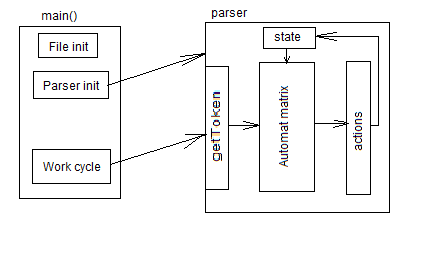 main()
File init
Parser init
Work cycle
parser
state
getToken
Automat matrix
actions